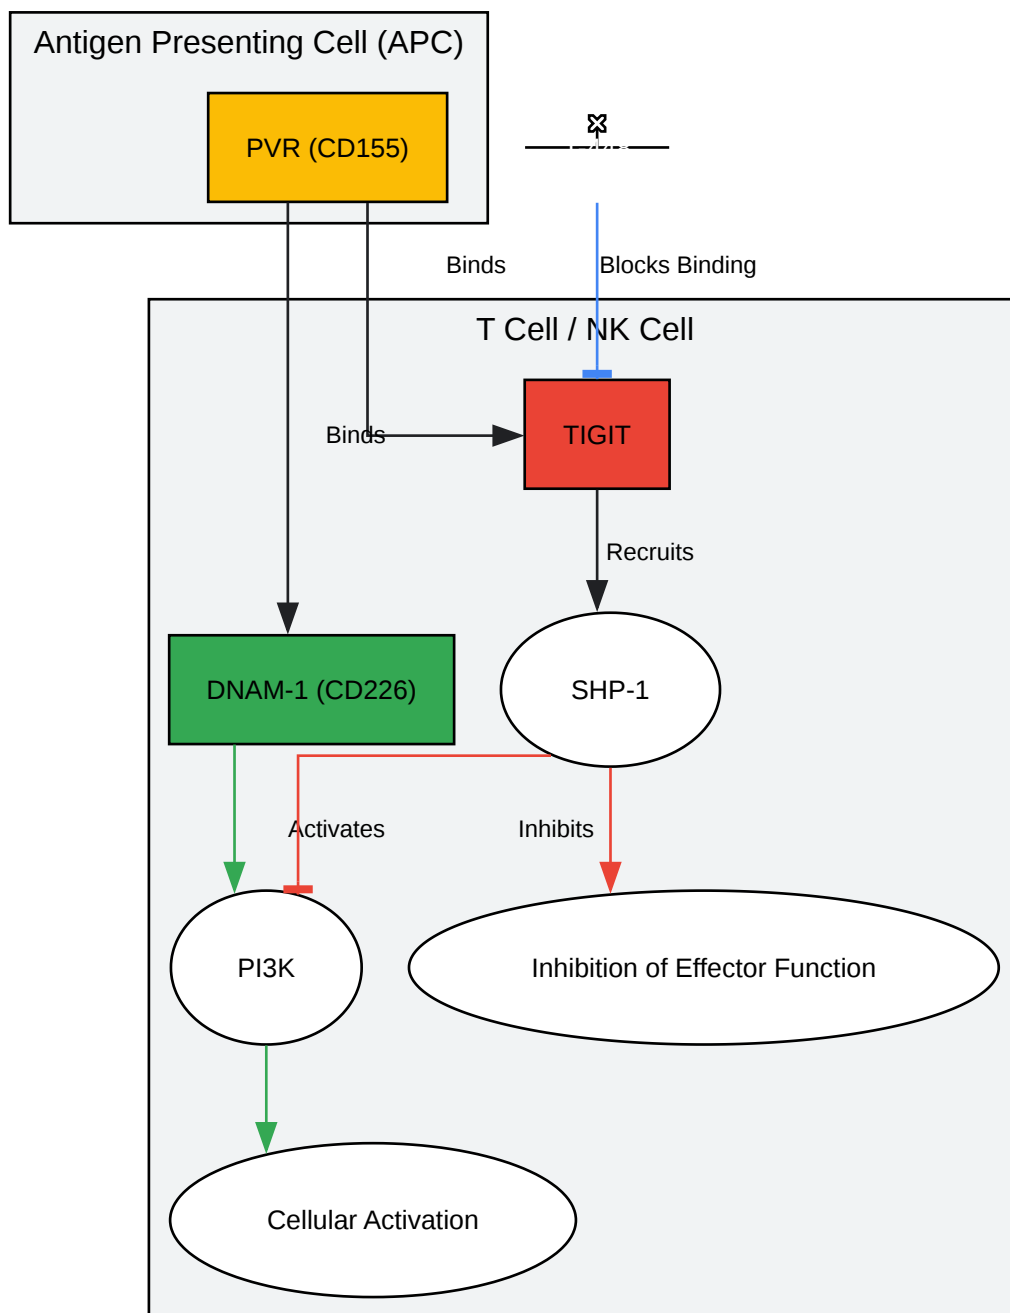 Antigen Presenting Cell (APC)
PVR (CD155)
Binds
Blocks Binding
T Cell / NK Cell
Binds
TIGIT
Recruits
DNAM-1 (CD226)
SHP-1
Activates
Inhibits
PI3K
Inhibition of Effector Function
Cellular Activation